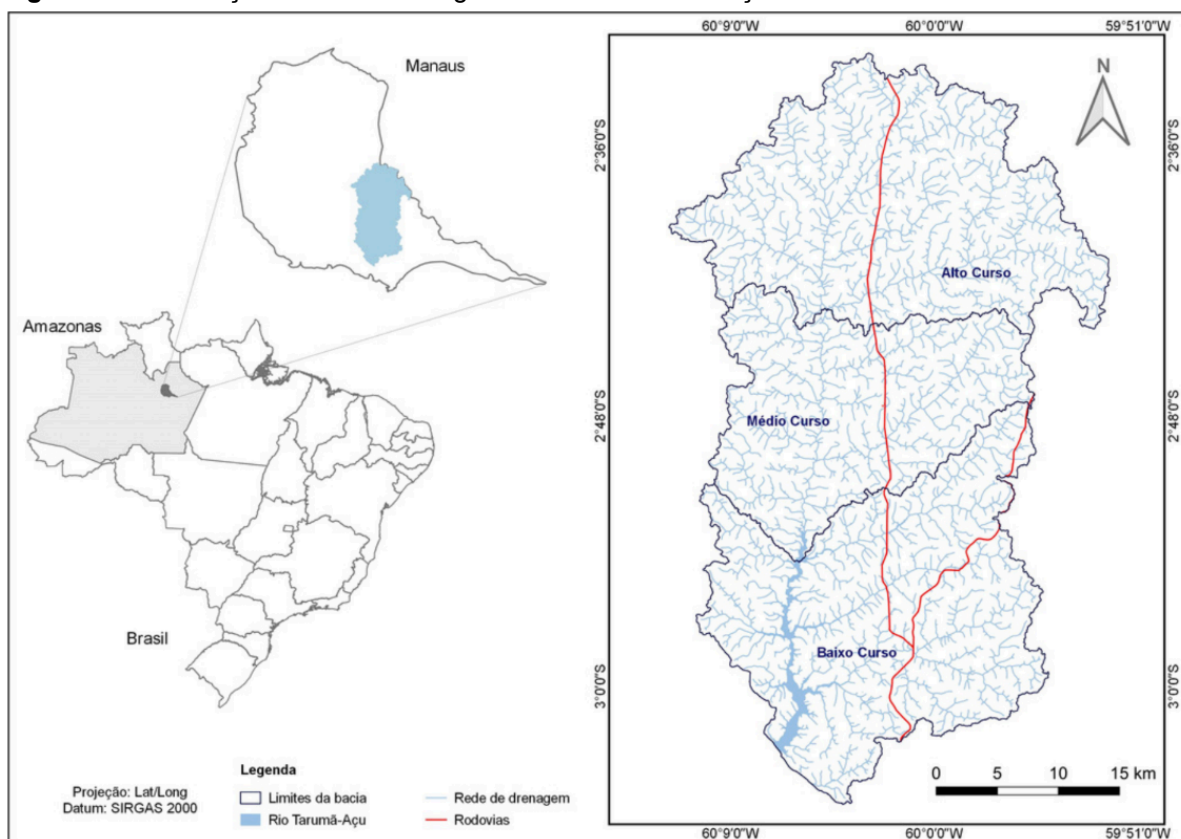 60°9'0"W 60°0'0"W 59°51'0"W
Manaus
N
2°36'0"S 2°36'0"S
Alto Curso
Amazonas
Médio Curso
2°48'0"S 2°48'0"S
Brasil
Baixo Curso
3°0'0"S 3°0'0"S
Legenda
Projeção: Lat/Long
Datum: SIRGAS 2000
Limites da bacia
Rio Tarumã-Açu
Rede de drenagem
Rodovias
0 5 10 15 km
60°9'0"W 60°0'0"W 59°51'0"W